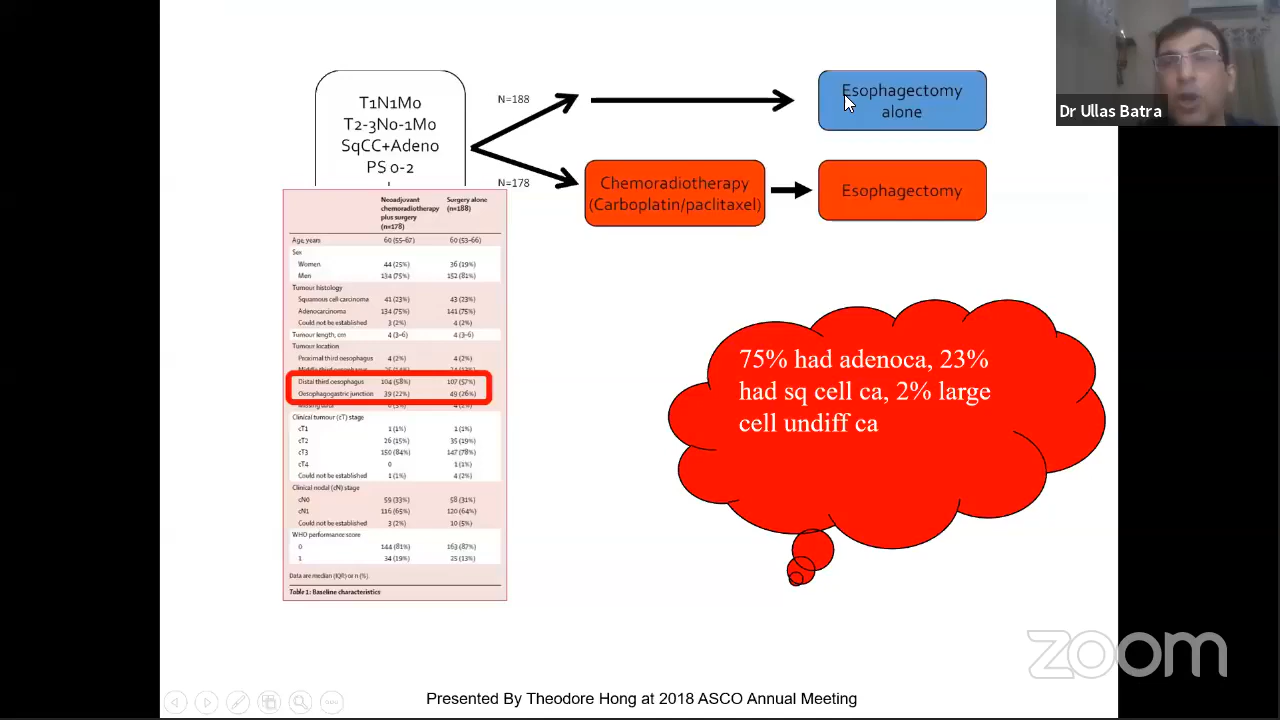 T1N1M0
T2-3N0-1M0
SqCC+Adeno
PS 0-2
N=188
N=178
Esophagectomy
alone
Chemoradiotherapy
(Carboplatin/paclitaxel)
Esophagectomy
Dr Ullas Batra
Neoadjuvant chemoradiotherapy plus surgery (n=178) Surgery alone (n=188)
Age, years 60 (55–67) 60 (53–66)
Sex
Women 44 (25%) 36 (19%)
Men 134 (75%) 152 (81%)
Tumour histology
Squamous cell carcinoma 41 (23%) 43 (23%)
Adenocarcinoma 134 (75%) 141 (75%)
Could not be established 3 (2%) 4 (2%)
Tumour length, cm 4 (3–6) 4 (3–6)
Tumour location
Proximal third oesophagus 4 (2%) 4 (2%)
Distal third oesophagus 104 (58%) 107 (57%)
Oesophagogastric junction 39 (22%) 49 (26%)
Clinical tumour (cT) stage
cT1 1 (1%) 1 (1%)
cT2 26 (15%) 35 (19%)
cT3 150 (84%) 147 (78%)
cT4 0 1 (1%)
Could not be established 1 (1%) 4 (2%)
Clinical nodal (cN) stage
cN0 59 (33%) 58 (31%)
cN1 116 (65%) 120 (64%)
Could not be established 3 (2%) 10 (5%)
WHO performance score
0 144 (81%) 163 (87%)
1 34 (19%) 25 (13%)
Data are median (IQR) or n (%).
Table 1: Baseline characteristics
75% had adenoca, 23%
had sq cell ca, 2% large
cell undiff ca
zoom
Presented By Theodore Hong at 2018 ASCO Annual Meeting